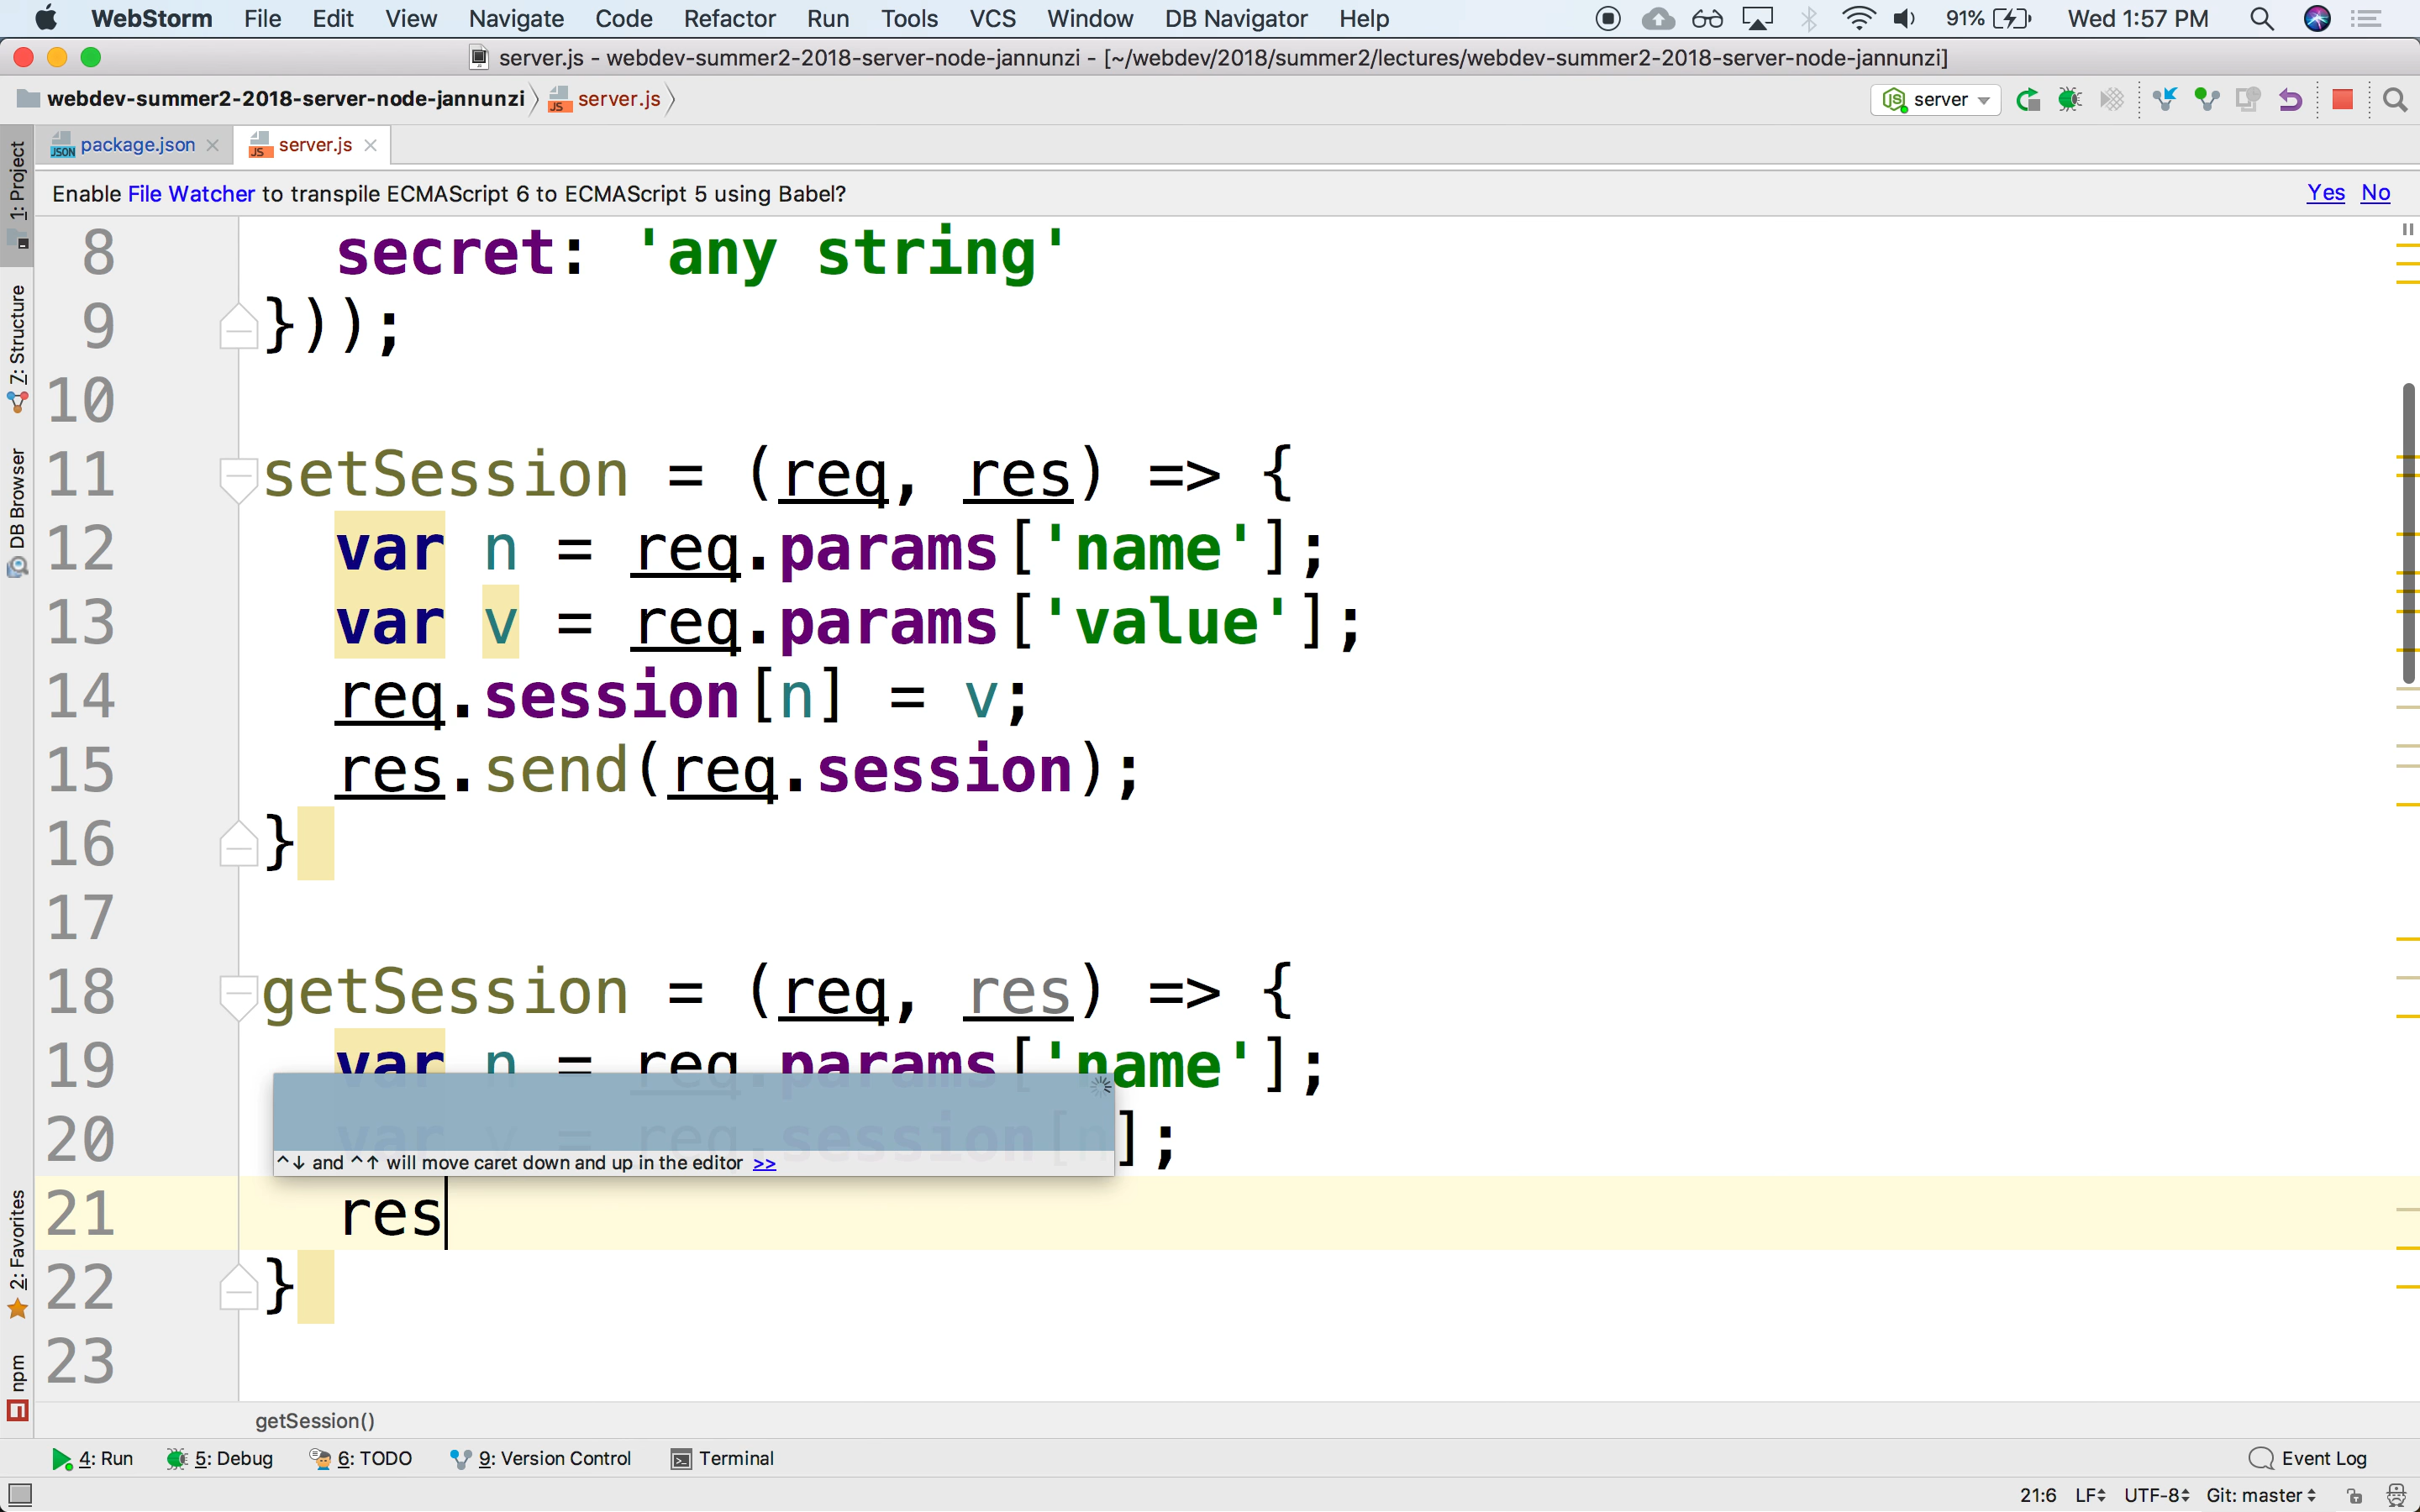 WebStorm File Edit View Navigate Code Refactor Run Tools VCS Window DB Navigator Help 91% Wed 1:57 PM
server.js - webdev-summer2-2018-server-node-jannunzi - [~/webdev/2018/summer2/lectures/webdev-summer2-2018-server-node-jannunzi]
webdev-summer2-2018-server-node-jannunzi server.js server
package.json server.js
Enable File Watcher to transpile ECMAScript 6 to ECMAScript 5 using Babel? Yes No
1: Project
7: Structure
DB Browser
2: Favorites
npm
8 secret: 'any string'
9 }));
10
11 setSession = (req, res) => {
12 var n = req.params['name'];
13 var v = req.params['value'];
14 req.session[n] = v;
15 res.send(req.session);
16 }
17
18 getSession = (req, res) => {
19 var n = req.params['name'];
20 var v = req.session[n];
^↓ and ^↑ will move caret down and up in the editor >>
21 res
22 }
23
getSession()
4: Run 5: Debug 6: TODO 9: Version Control Terminal Event Log
21:6 LF UTF-8 Git: master